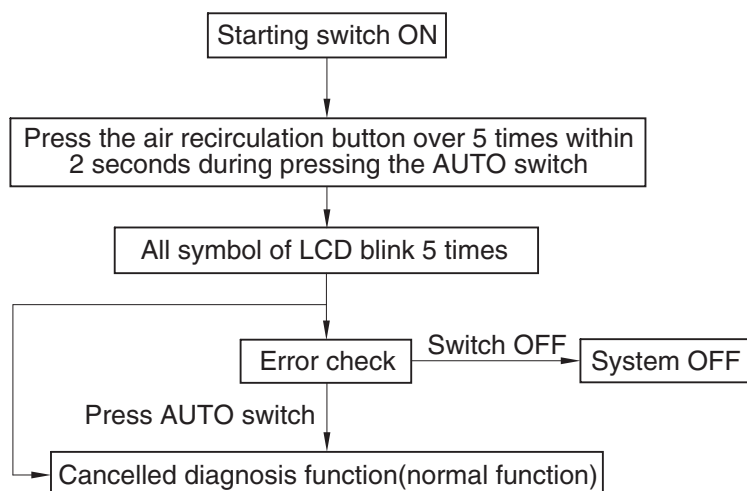 Starting switch ON
Press the air recirculation button over 5 times within
2 seconds during pressing the AUTO switch
All symbol of LCD blink 5 times
Error check
Switch OFF
System OFF
Press AUTO switch
Cancelled diagnosis function(normal function)